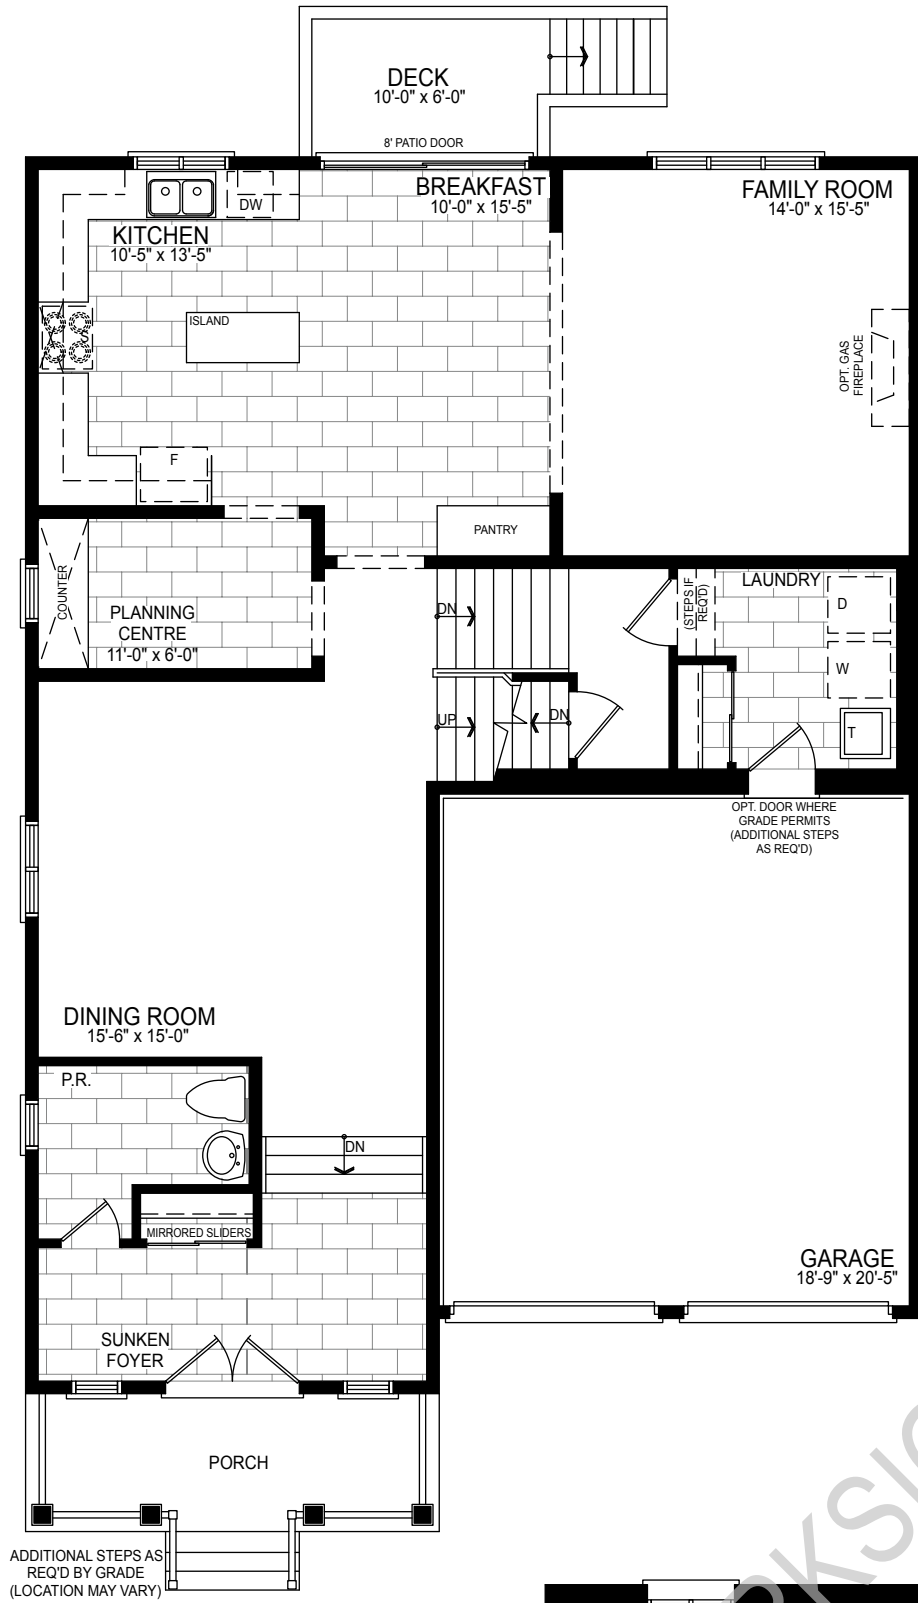 DECK
10'-0" x 6'-0"
8' PATIO DOOR
BREAKFAST
10'-0" x 15'-5"
FAMILY ROOM
14'-0" x 15'-5"
DW
KITCHEN
10'-5" x 13'-5"
ISLAND
S
OPT. GAS
FIREPLACE
F
PANTRY
COUNTER
PLANNING
CENTRE
11'-0" x 6'-0"
DN
(STEPS IF
REQ'D)
LAUNDRY
D
W
T
UP
DN
OPT. DOOR WHERE
GRADE PERMITS
(ADDITIONAL STEPS
AS REQ'D)
DINING ROOM
15'-6" x 15'-0"
P.R.
DN
MIRRORED SLIDERS
GARAGE
18'-9" x 20'-5"
SUNKEN
FOYER
PORCH
ADDITIONAL STEPS AS
REQ'D BY GRADE
(LOCATION MAY VARY)